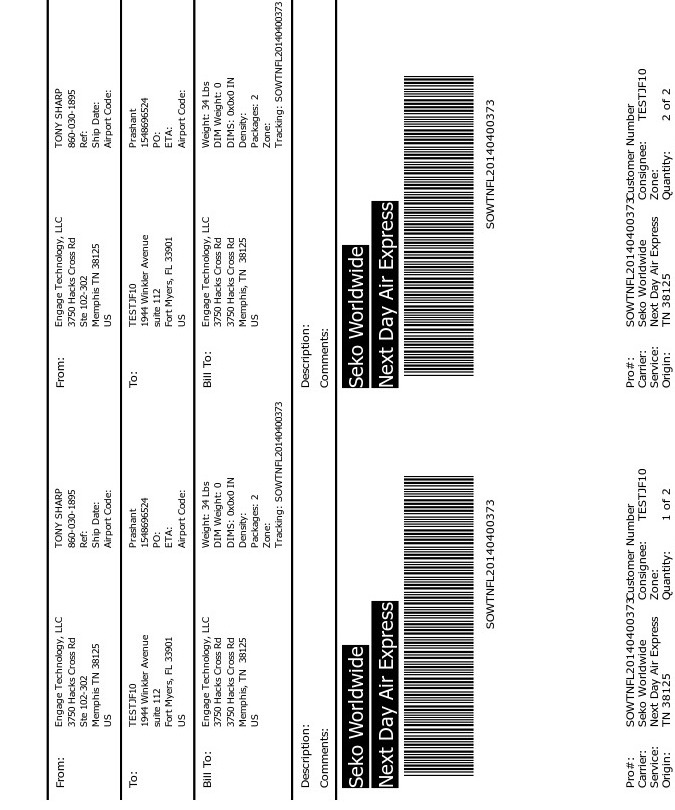 From:
Engage Technology, LLC
3750 Hacks Cross Rd
Ste 102-302
Memphis TN 38125
US
TONY SHARP
860-030-1895
Ref:
Ship Date:
Airport Code:
To:
TESTJF10
1944 Winkler Avenue
suite 112
Fort Myers, FL 33901
US
Prashant
1548696524
PO:
ETA:
Airport Code:
Bill To:
Engage Technology, LLC
3750 Hacks Cross Rd
3750 Hacks Cross Rd
Memphis, TN  38125
US
Weight: 34 Lbs
DIM Weight: 0
DIMS: 0x0x0 IN
Density:
Packages: 2
Zone:
Tracking: SOWTNFL20140400373
Description:
Comments:
Seko Worldwide
Next Day Air Express
SOWTNFL20140400373
Pro#: SOWTNFL20140400373Customer Number
Carrier: Seko Worldwide Consignee: TESTJF10
Service: Next Day Air Express Zone:
Origin: TN 38125 Quantity: 1 of 2
From:
Engage Technology, LLC
3750 Hacks Cross Rd
Ste 102-302
Memphis TN 38125
US
TONY SHARP
860-030-1895
Ref:
Ship Date:
Airport Code:
To:
TESTJF10
1944 Winkler Avenue
suite 112
Fort Myers, FL 33901
US
Prashant
1548696524
PO:
ETA:
Airport Code:
Bill To:
Engage Technology, LLC
3750 Hacks Cross Rd
3750 Hacks Cross Rd
Memphis, TN  38125
US
Weight: 34 Lbs
DIM Weight: 0
DIMS: 0x0x0 IN
Density:
Packages: 2
Zone:
Tracking: SOWTNFL20140400373
Description:
Comments:
Seko Worldwide
Next Day Air Express
SOWTNFL20140400373
Pro#: SOWTNFL20140400373Customer Number
Carrier: Seko Worldwide Consignee: TESTJF10
Service: Next Day Air Express Zone:
Origin: TN 38125 Quantity: 2 of 2